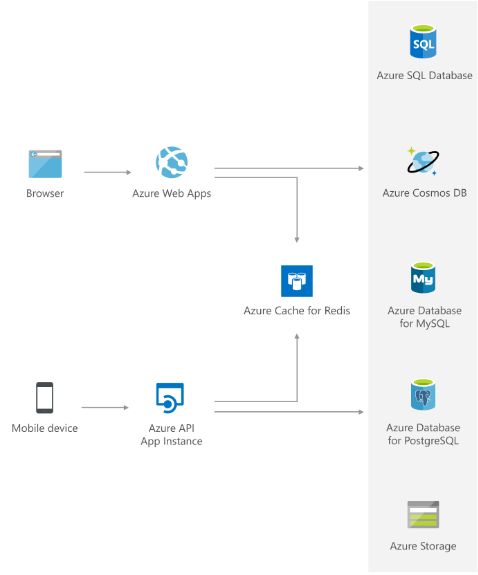 SQL
Azure SQL Database
Browser
Azure Web Apps
Azure Cosmos DB
My
Azure Cache for Redis
Azure Database
for MySQL
Mobile device
Azure API
App Instance
Azure Database
for PostgreSQL
Azure Storage